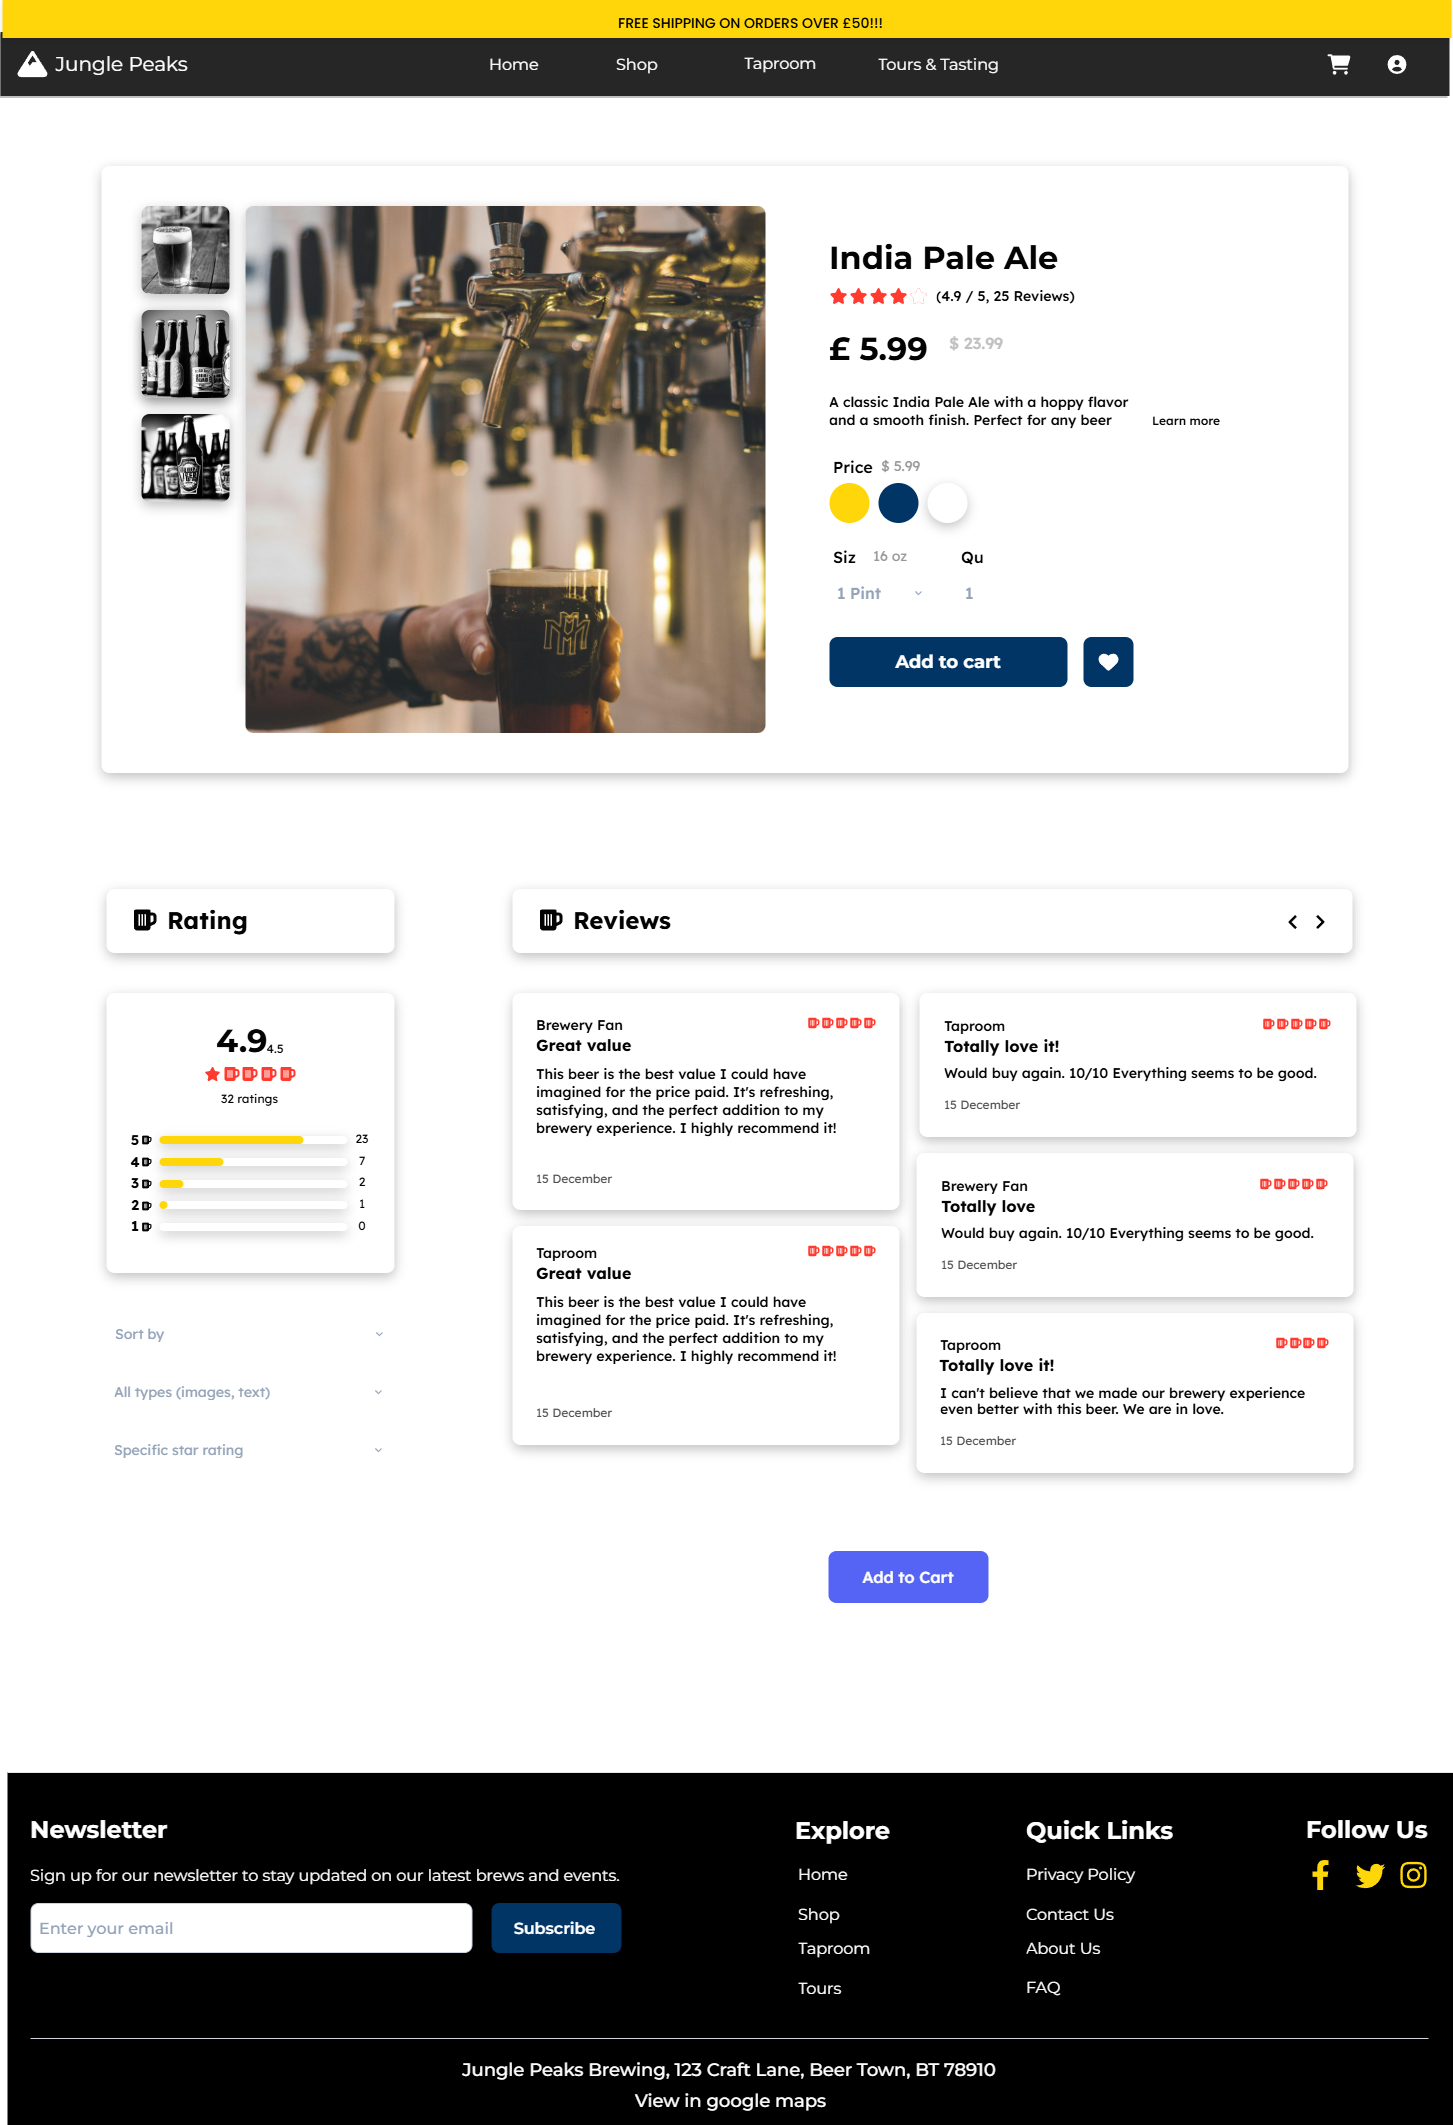 FREE SHIPPING ON ORDERS OVER £50!!!
Jungle Peaks
Home
Shop
Taproom
Tours & Tasting
India Pale Ale
(4.9 / 5, 25 Reviews)
£ 5.99
$ 23.99
A classic India Pale Ale with a hoppy flavor
and a smooth finish. Perfect for any beer
Learn more
Price
$ 5.99
Siz
16 oz
Qu
1 Pint
1
Add to cart
Rating
4.9
4.5
32 ratings
5
23
4
7
3
2
2
1
1
0
Sort by
All types (images, text)
Specific star rating
Reviews
Brewery Fan
Great value
This beer is the best value I could have
imagined for the price paid. It's refreshing,
satisfying, and the perfect addition to my
brewery experience. I highly recommend it!
15 December
Taproom
Great value
This beer is the best value I could have
imagined for the price paid. It's refreshing,
satisfying, and the perfect addition to my
brewery experience. I highly recommend it!
15 December
Taproom
Totally love it!
Would buy again. 10/10 Everything seems to be good.
15 December
Brewery Fan
Totally love
Would buy again. 10/10 Everything seems to be good.
15 December
Taproom
Totally love it!
I can't believe that we made our brewery experience
even better with this beer. We are in love.
15 December
Add to Cart
Newsletter
Sign up for our newsletter to stay updated on our latest brews and events.
Enter your email
Subscribe
Explore
Home
Shop
Taproom
Tours
Quick Links
Privacy Policy
Contact Us
About Us
FAQ
Follow Us
Jungle Peaks Brewing, 123 Craft Lane, Beer Town, BT 78910
View in google maps